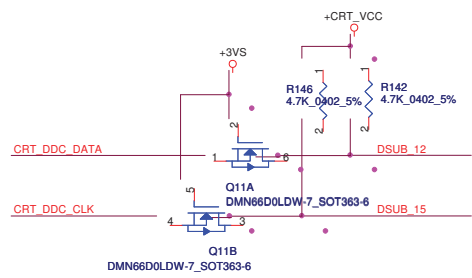 +CRT_VCC
+3VS
1
1
R146
4.7K_0402_5%
R142
4.7K_0402_5%
2
2
2
CRT_DDC_DATA
1
6
DSUB_12
Q11A
DMN66D0LDW-7_SOT363-6
5
CRT_DDC_CLK
4
3
DSUB_15
Q11B
DMN66D0LDW-7_SOT363-6